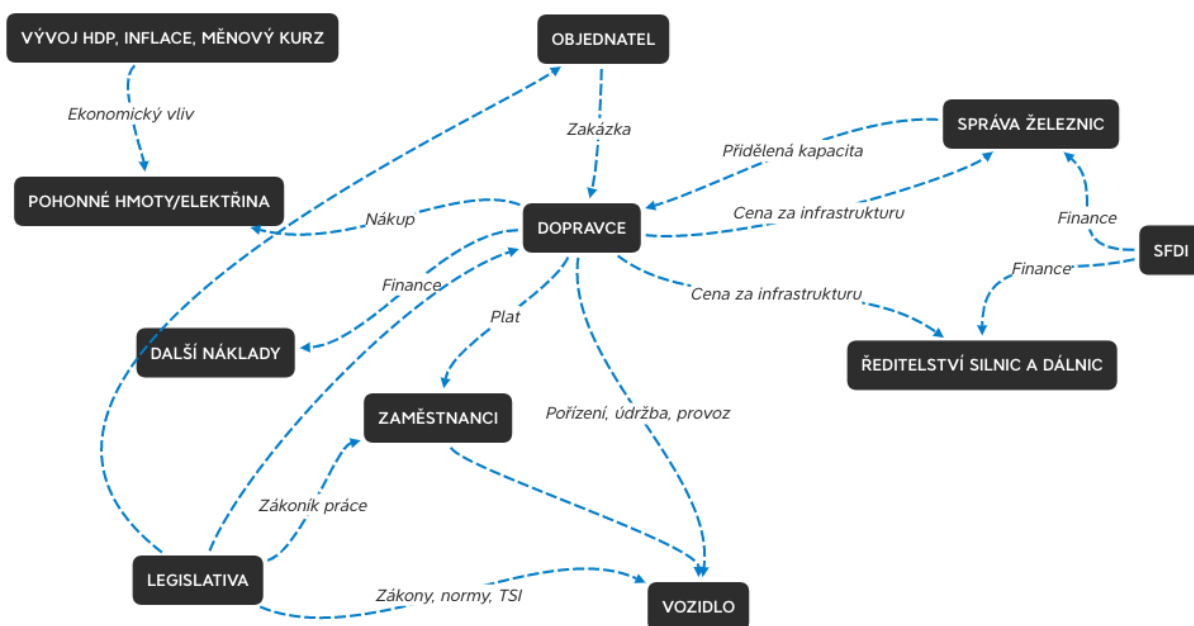 VÝVOJ HDP, INFLACE, MĚNOVÝ KURZ
OBJEDNATEL
Ekonomický vliv
Zakázka
SPRÁVA ŽELEZNIC
Přidělená kapacita
POHONNÉ HMOTY/ELEKTŘINA
Nákup
DOPRAVCE
Cena za infrastrukturu
Finance
SFDI
Finance
Finance
Cena za infrastrukturu
Plat
DALŠÍ NÁKLADY
ŘEDITELSTVÍ SILNIC A DÁLNIC
ZAMĚSTNANCI
Pořízení, údržba, provoz
Zákoník práce
LEGISLATIVA
Zákony, normy, TSI
VOZIDLO